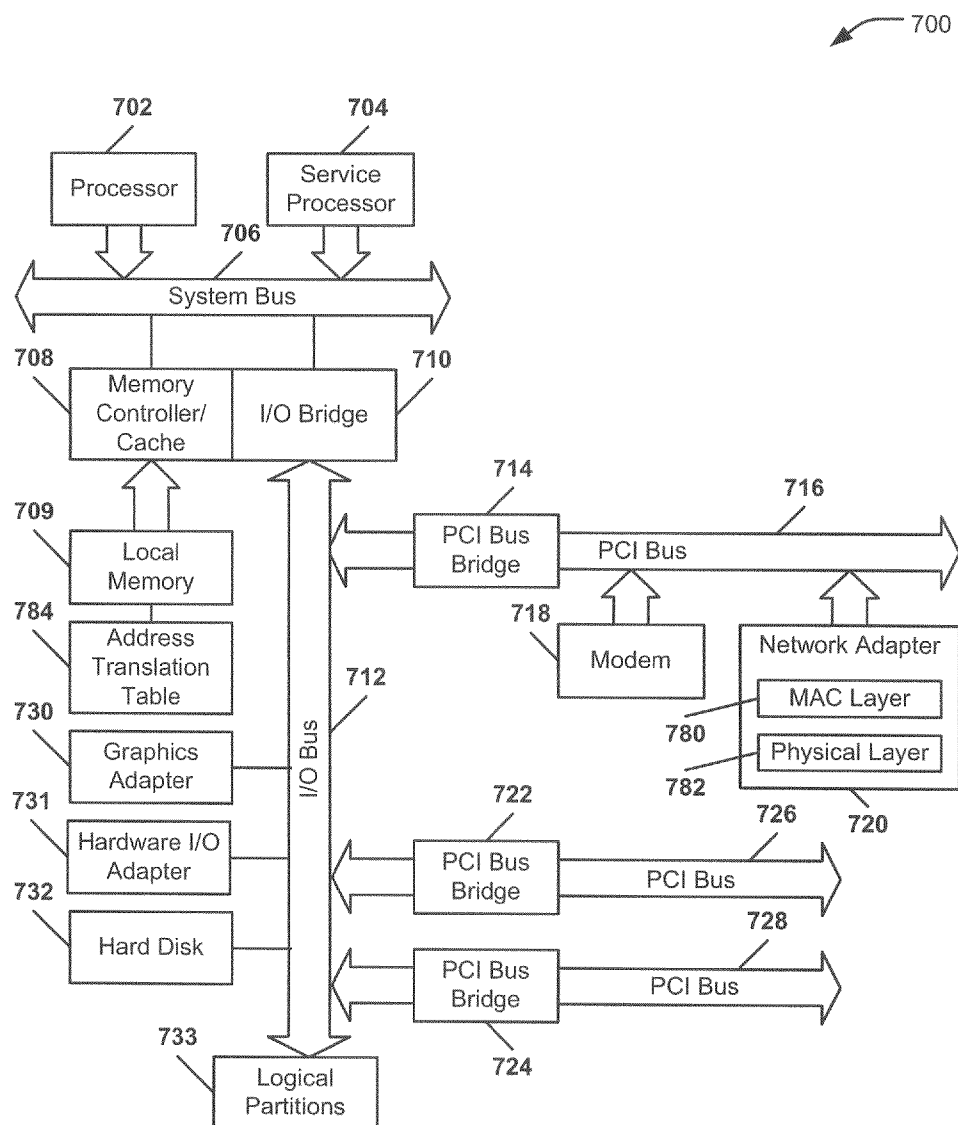 700
702
704
Processor
Service
Processor
706
System Bus
708
710
Memory
Controller/
Cache
I/O Bridge
714
716
709
PCI Bus
Bridge
PCI Bus
Local
Memory
784
718
Address
Translation
Table
712
Modem
Network Adapter
MAC Layer
780
Physical Layer
782
730
Graphics
Adapter
I/O Bus
731
722
726
720
Hardware I/O
Adapter
PCI Bus
Bridge
PCI Bus
732
728
Hard Disk
PCI Bus
Bridge
PCI Bus
733
724
Logical
Partitions